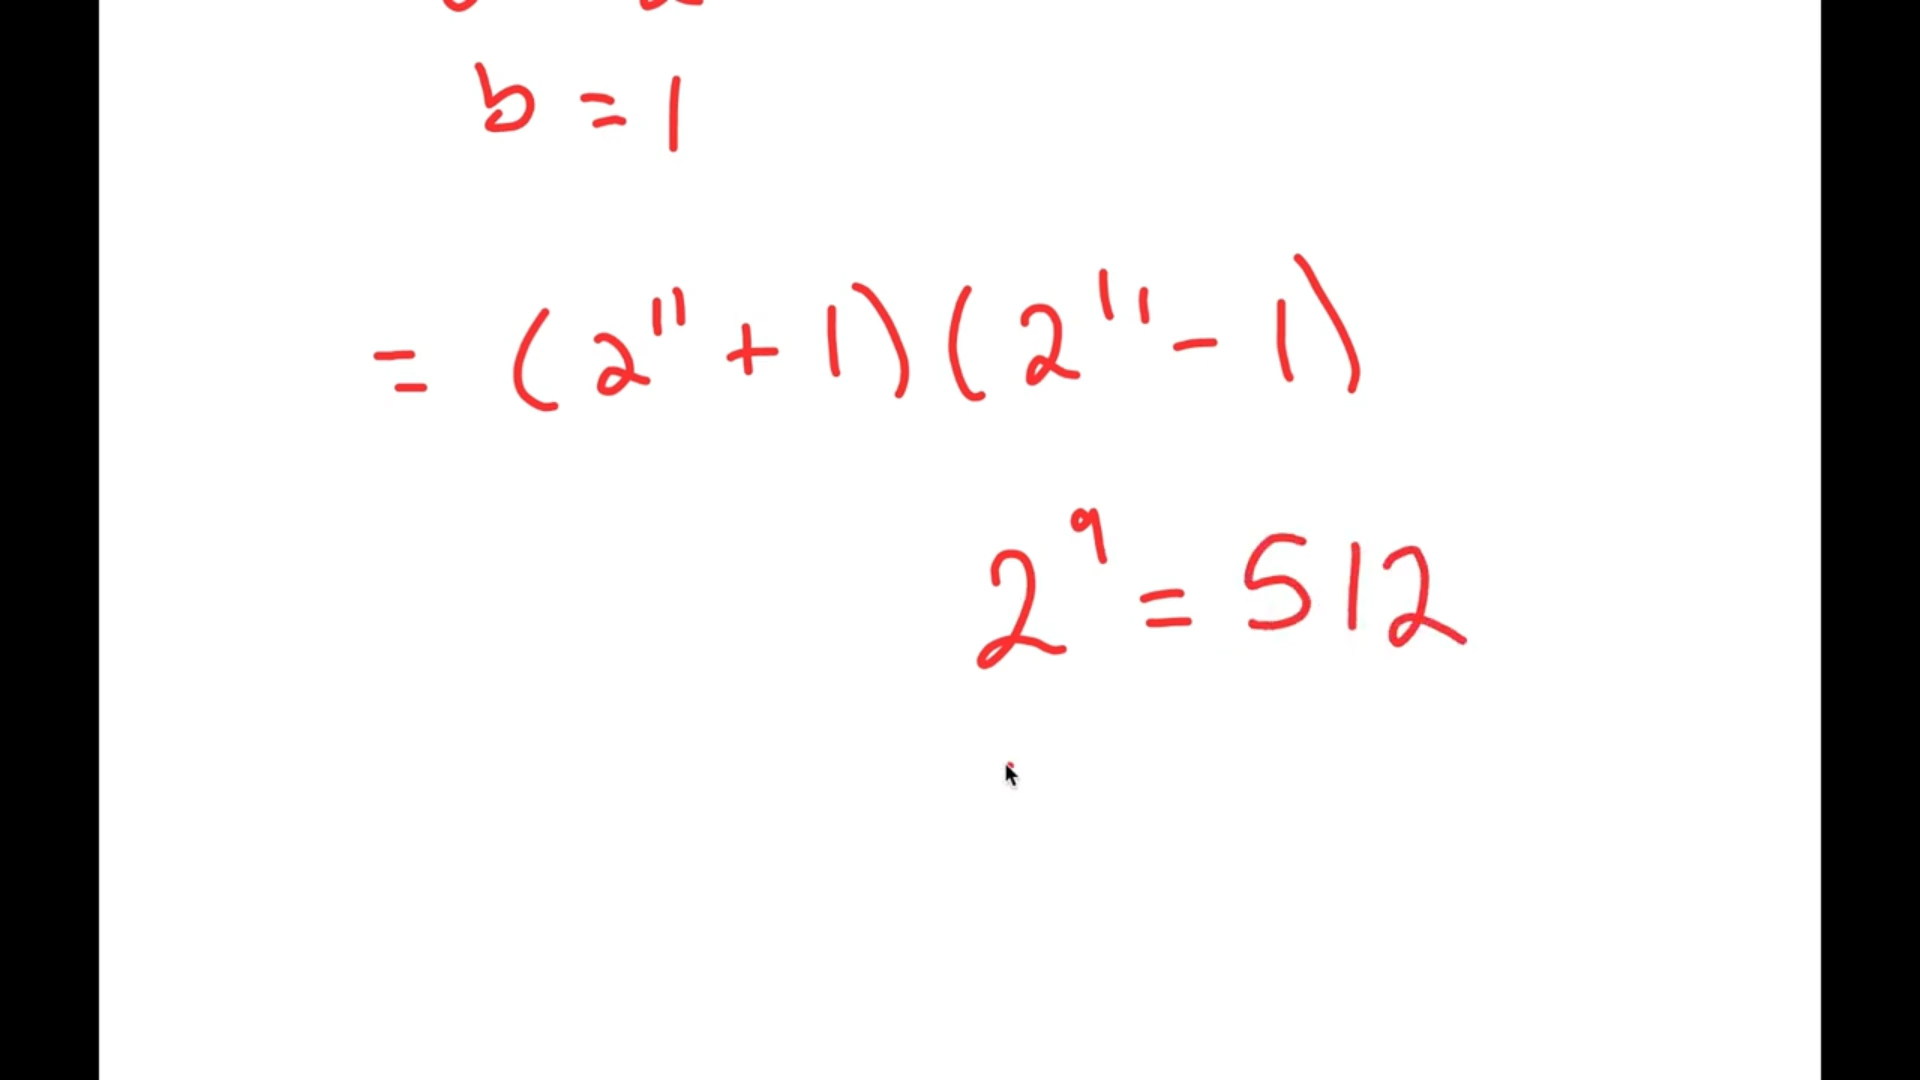 b = 1
= (2¹¹ + 1)(2¹¹ - 1)
2⁹ = 512